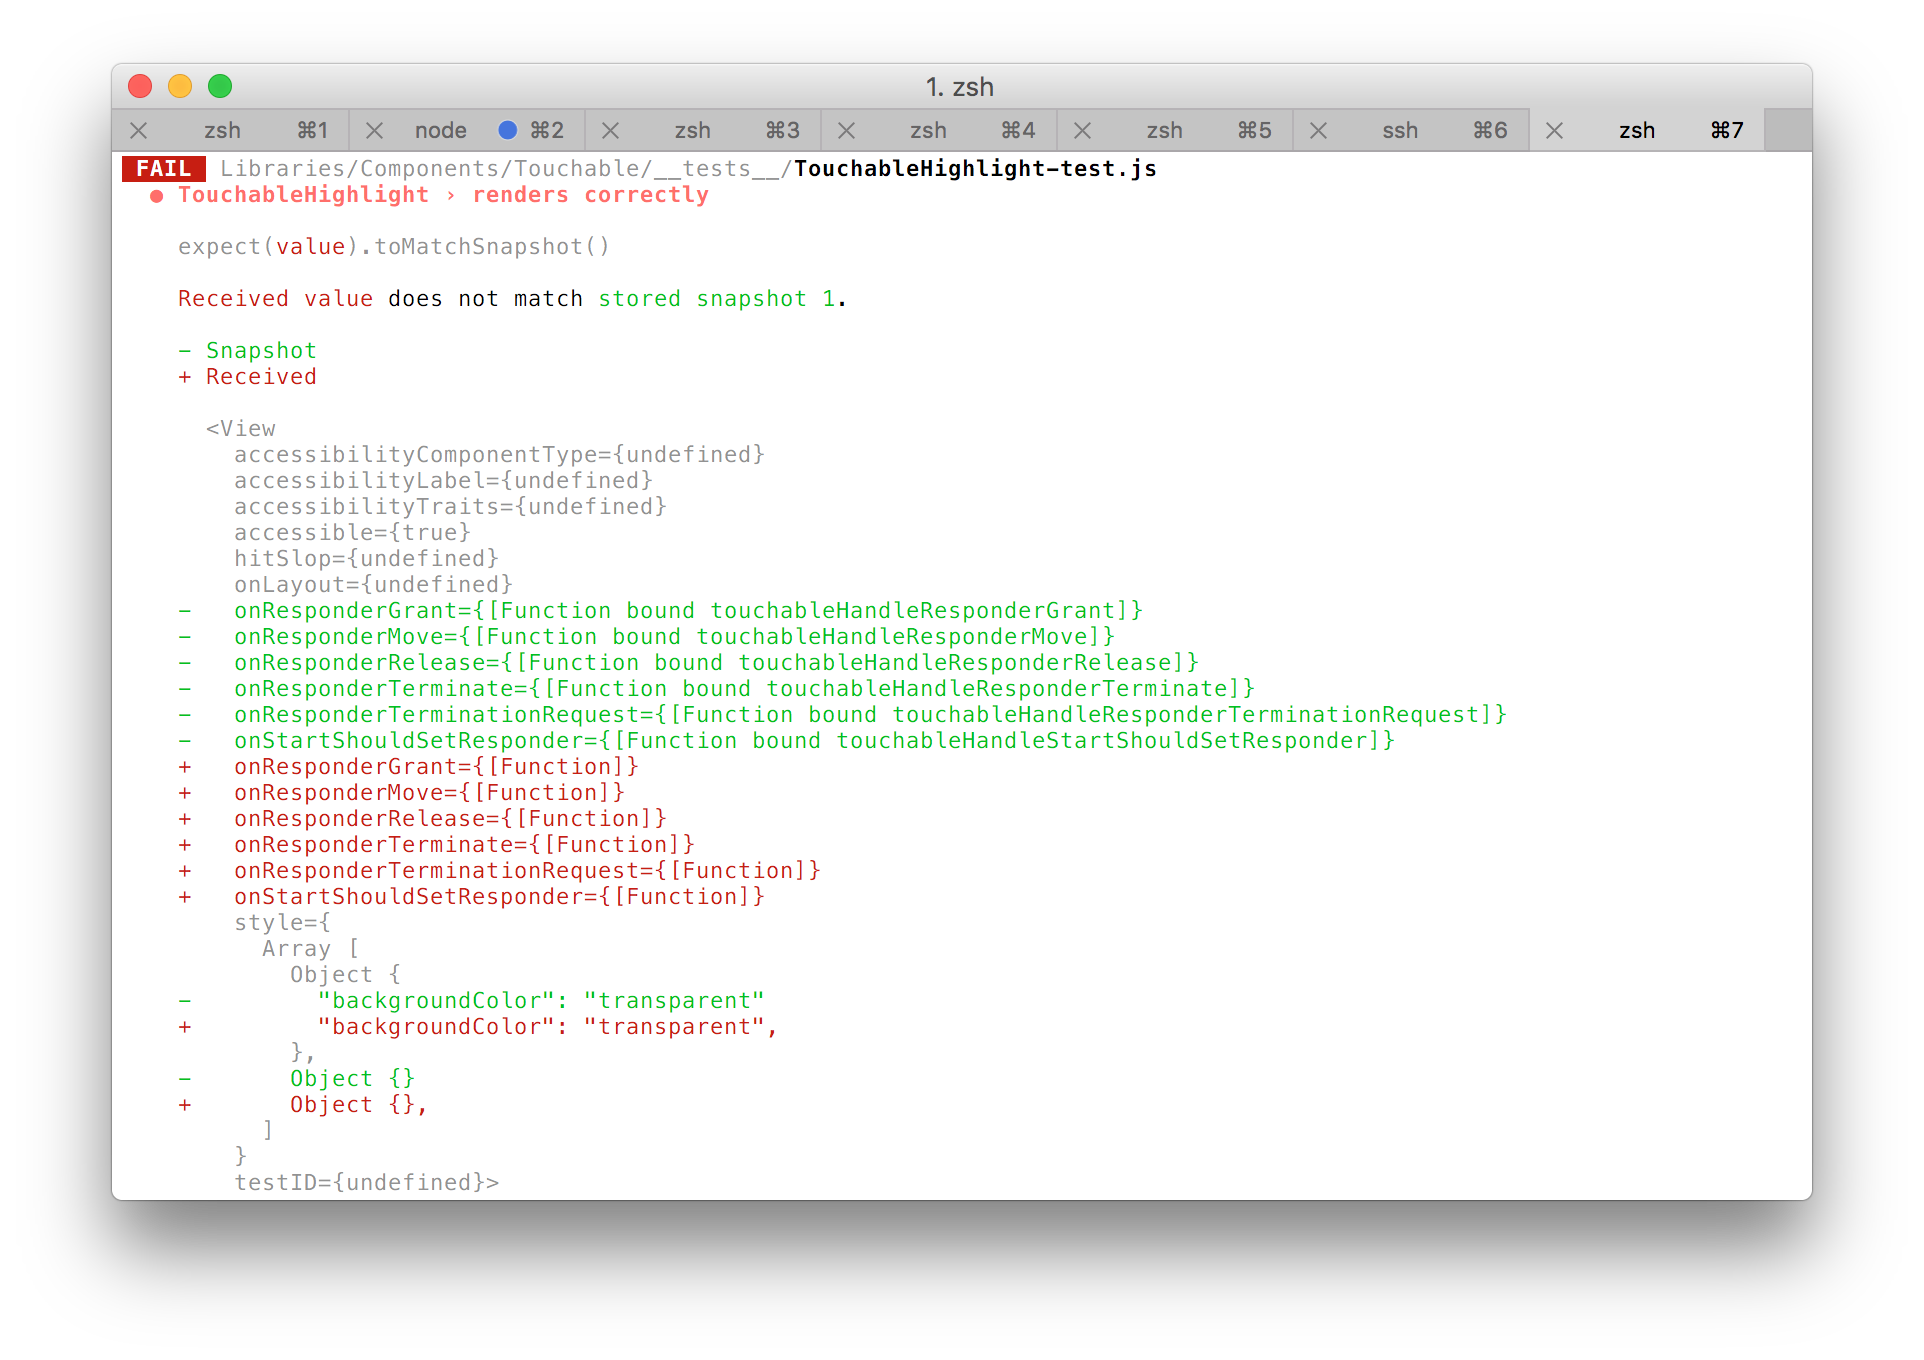 1. zsh
zsh ⌘1 node ⌘2 zsh ⌘3 zsh ⌘4 zsh ⌘5 ssh ⌘6 zsh ⌘7
FAIL Libraries/Components/Touchable/__tests__/TouchableHighlight-test.js
● TouchableHighlight › renders correctly
expect(value).toMatchSnapshot()
Received value does not match stored snapshot 1.
- Snapshot
+ Received
<View
accessibilityComponentType={undefined}
accessibilityLabel={undefined}
accessibilityTraits={undefined}
accessible={true}
hitSlop={undefined}
onLayout={undefined}
- onResponderGrant={[Function bound touchableHandleResponderGrant]}
- onResponderMove={[Function bound touchableHandleResponderMove]}
- onResponderRelease={[Function bound touchableHandleResponderRelease]}
- onResponderTerminate={[Function bound touchableHandleResponderTerminate]}
- onResponderTerminationRequest={[Function bound touchableHandleResponderTerminationRequest]}
- onStartShouldSetResponder={[Function bound touchableHandleStartShouldSetResponder]}
+ onResponderGrant={[Function]}
+ onResponderMove={[Function]}
+ onResponderRelease={[Function]}
+ onResponderTerminate={[Function]}
+ onResponderTerminationRequest={[Function]}
+ onStartShouldSetResponder={[Function]}
style={
Array [
Object {
- "backgroundColor": "transparent"
+ "backgroundColor": "transparent",
},
- Object {}
+ Object {},
]
}
testID={undefined}>